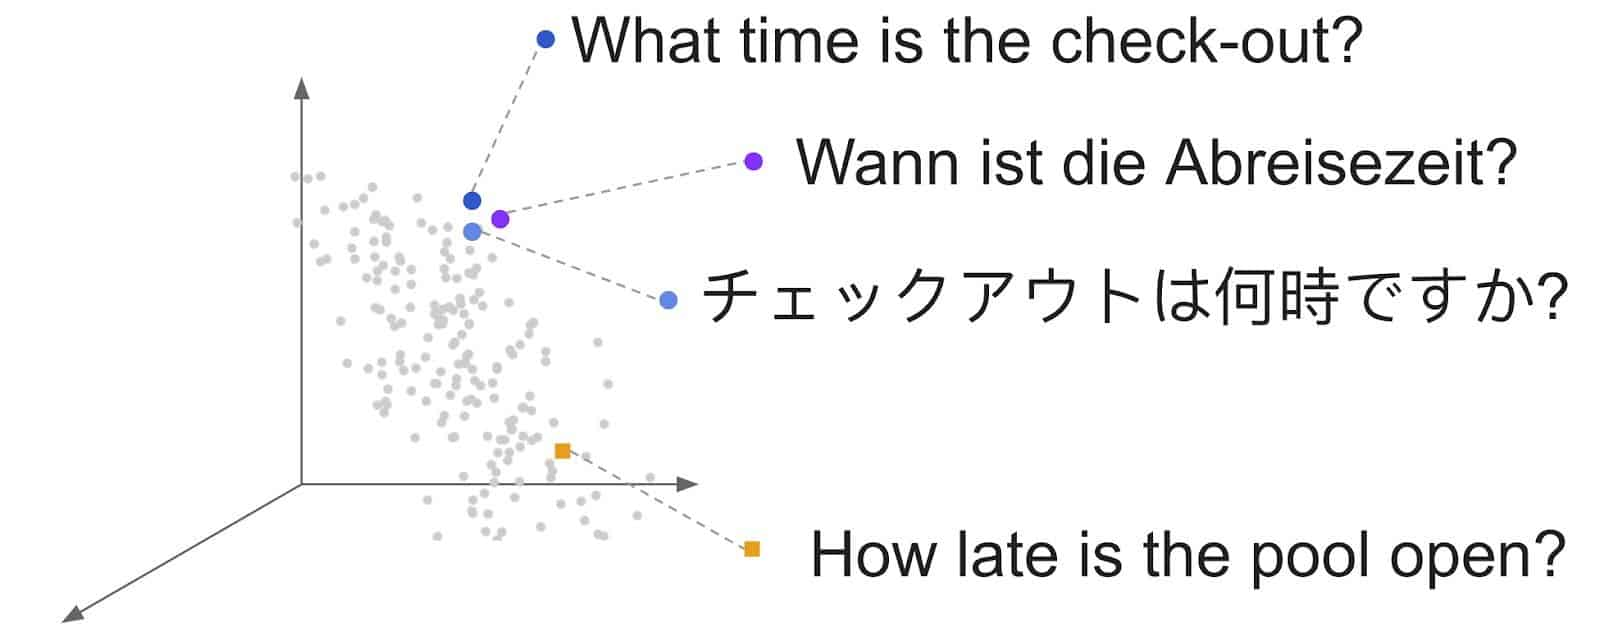 What time is the check-out?
Wann ist die Abreisezeit?
チェックアウトは何時ですか?
How late is the pool open?